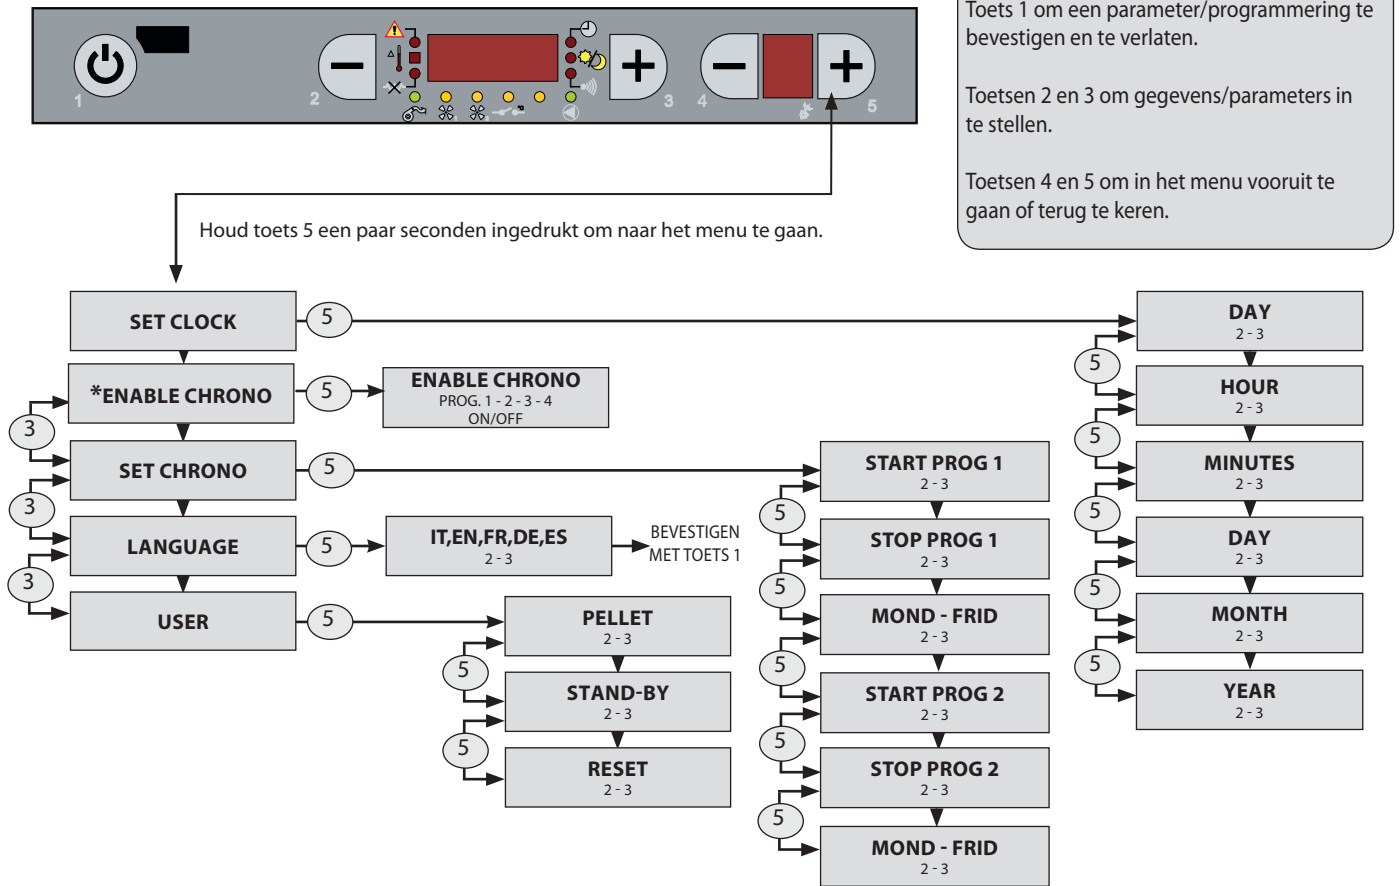 Toets 1 om een parameter/programmering te
bevestigen en te verlaten.
Toetsen 2 en 3 om gegevens/parameters in
te stellen.
Toetsen 4 en 5 om in het menu vooruit te
gaan of terug te keren.
1
2
3
4
5
Houd toets 5 een paar seconden ingedrukt om naar het menu te gaan.
SET CLOCK
5
*ENABLE CHRONO
5
ENABLE CHRONO
PROG. 1 - 2 - 3 - 4
ON/OFF
3
SET CHRONO
5
3
LANGUAGE
5
IT,EN,FR,DE,ES
2 - 3
BEVESTIGEN
MET TOETS 1
3
USER
5
PELLET
2 - 3
5
STAND-BY
2 - 3
5
RESET
2 - 3
START PROG 1
2 - 3
5
STOP PROG 1
2 - 3
5
MOND - FRID
2 - 3
5
START PROG 2
2 - 3
5
STOP PROG 2
2 - 3
5
MOND - FRID
2 - 3
DAY
2 - 3
5
HOUR
2 - 3
5
MINUTES
2 - 3
5
DAY
2 - 3
5
MONTH
2 - 3
5
YEAR
2 - 3